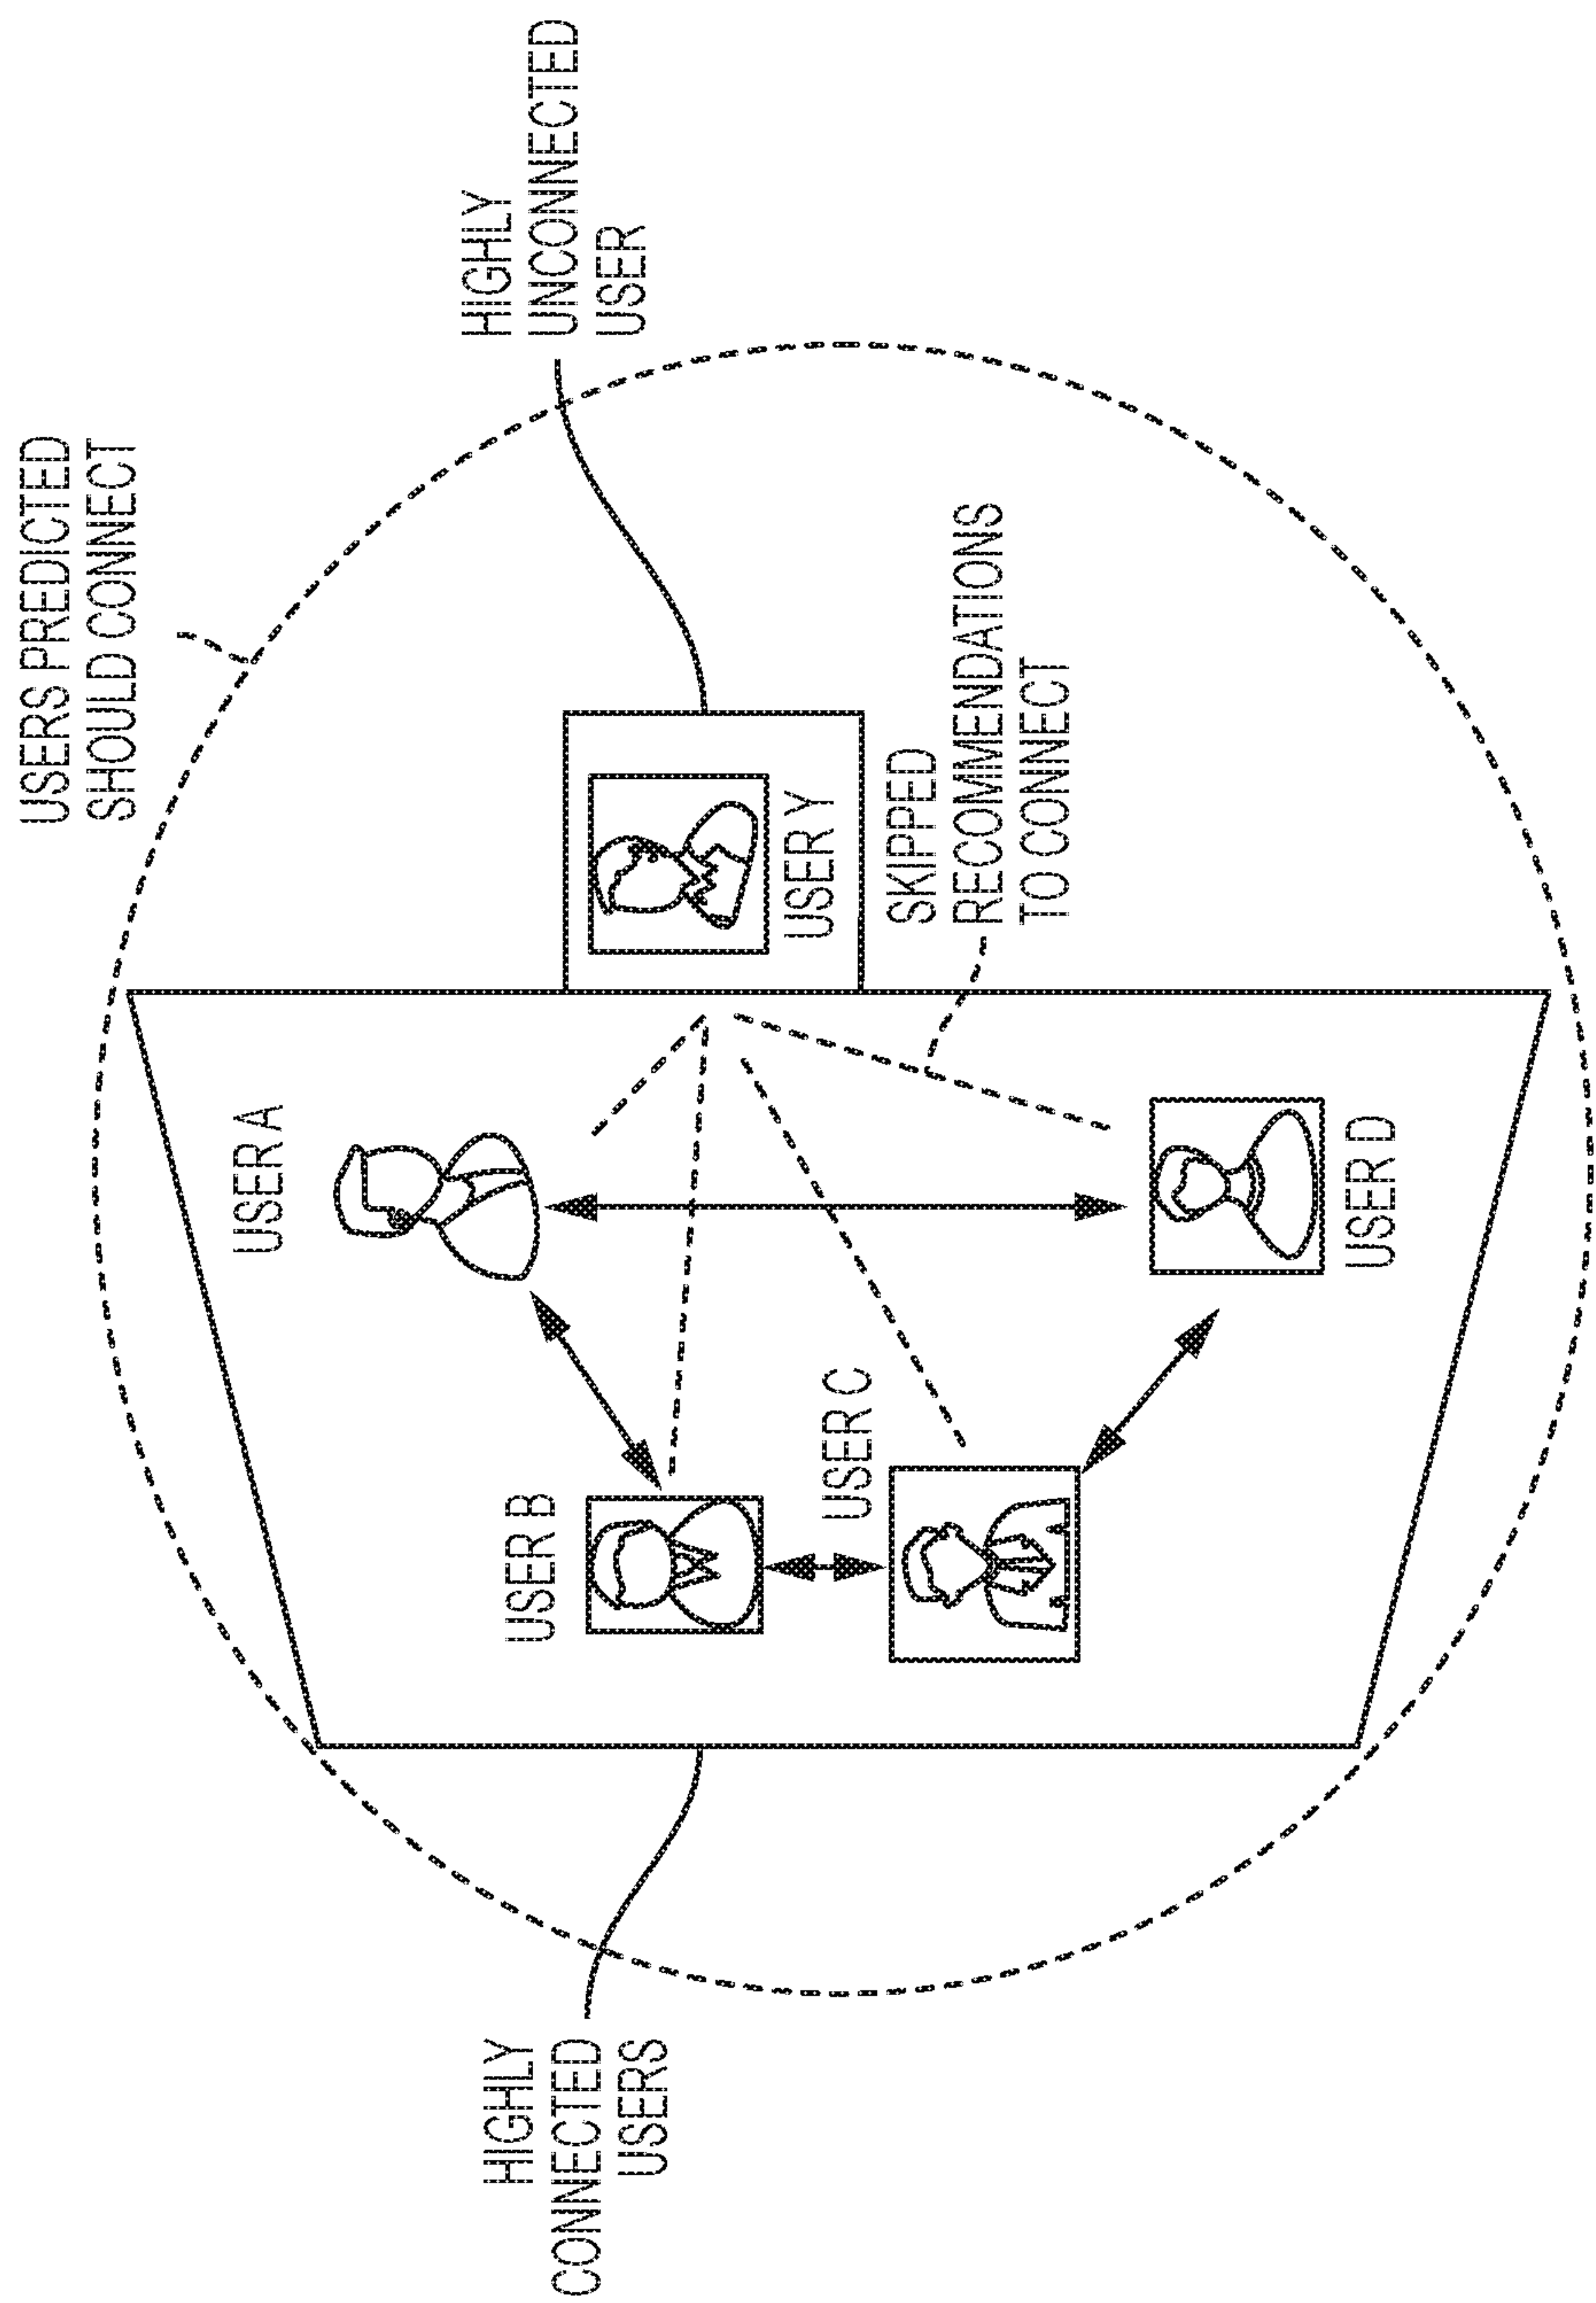 USERS PREDICTED
SHOULD CONNECT
HIGHLY
CONNECTED
USERS
HIGHLY
UNCONNECTED
USER
USER A
USER B
USER C
USER D
USER Y
SKIPPED
RECOMMENDATIONS
TO CONNECT